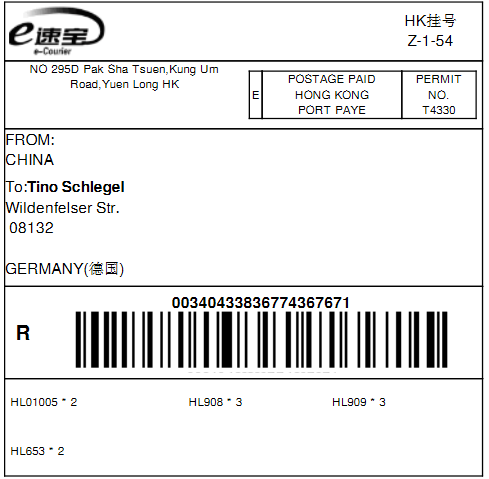 e速宝
e-Courier
HK挂号
Z-1-54
NO 295D Pak Sha Tsuen,Kung Um
Road,Yuen Long HK
E
POSTAGE PAID
HONG KONG
PORT PAYE
PERMIT
NO.
T4330
FROM:
CHINA
To:Tino Schlegel
Wildenfelser Str.
08132
GERMANY(德国)
00340433836774367671
R
HL01005 * 2
HL908 * 3
HL909 * 3
HL653 * 2